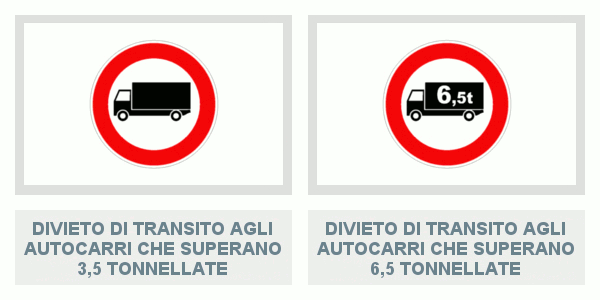 6,5t
DIVIETO DI TRANSITO AGLI
AUTOCARRI CHE SUPERANO
3,5 TONNELLATE
DIVIETO DI TRANSITO AGLI
AUTOCARRI CHE SUPERANO
6,5 TONNELLATE